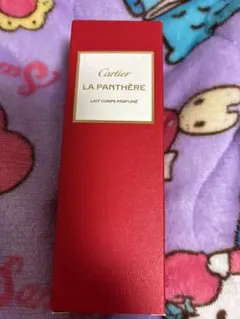 Cartier
LA PANTHÈRE
LAIT CORPS PARFUMÉ